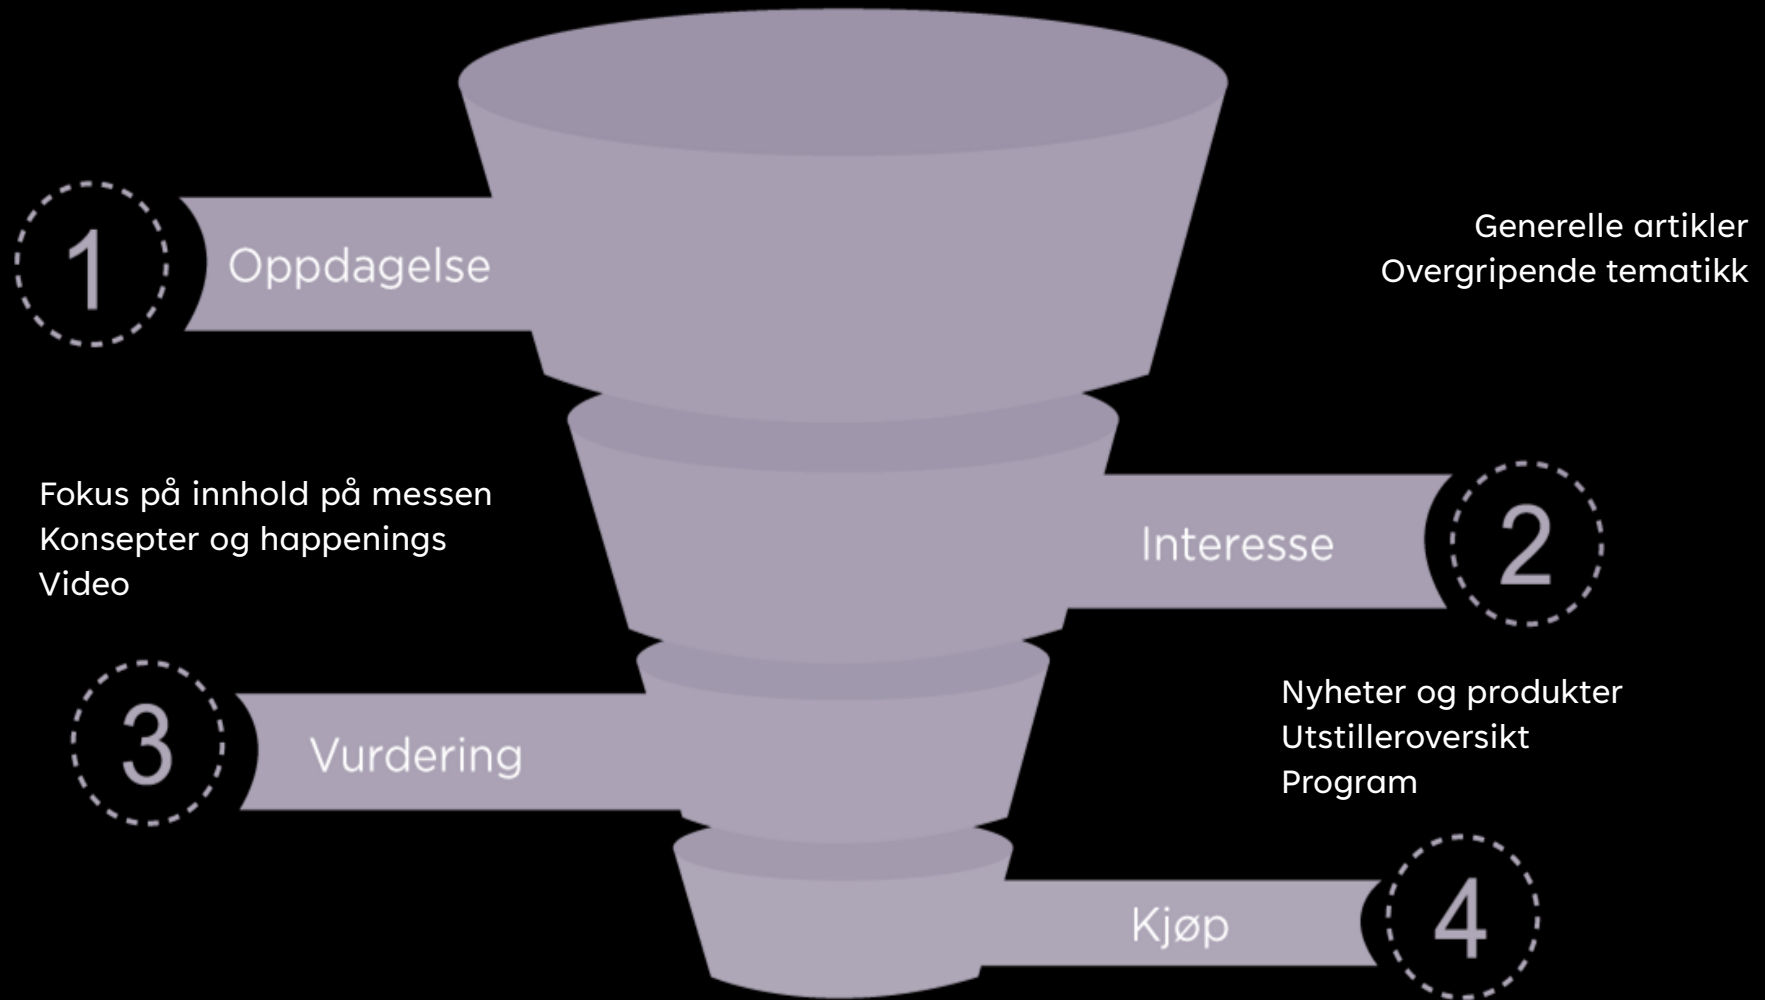 1
Oppdagelse
Generelle artikler
Overgripende tematikk
Fokus på innhold på messen
Konsepter og happenings
Video
Interesse
2
3
Vurdering
Nyheter og produkter
Utstilleroversikt
Program
Kjøp
4